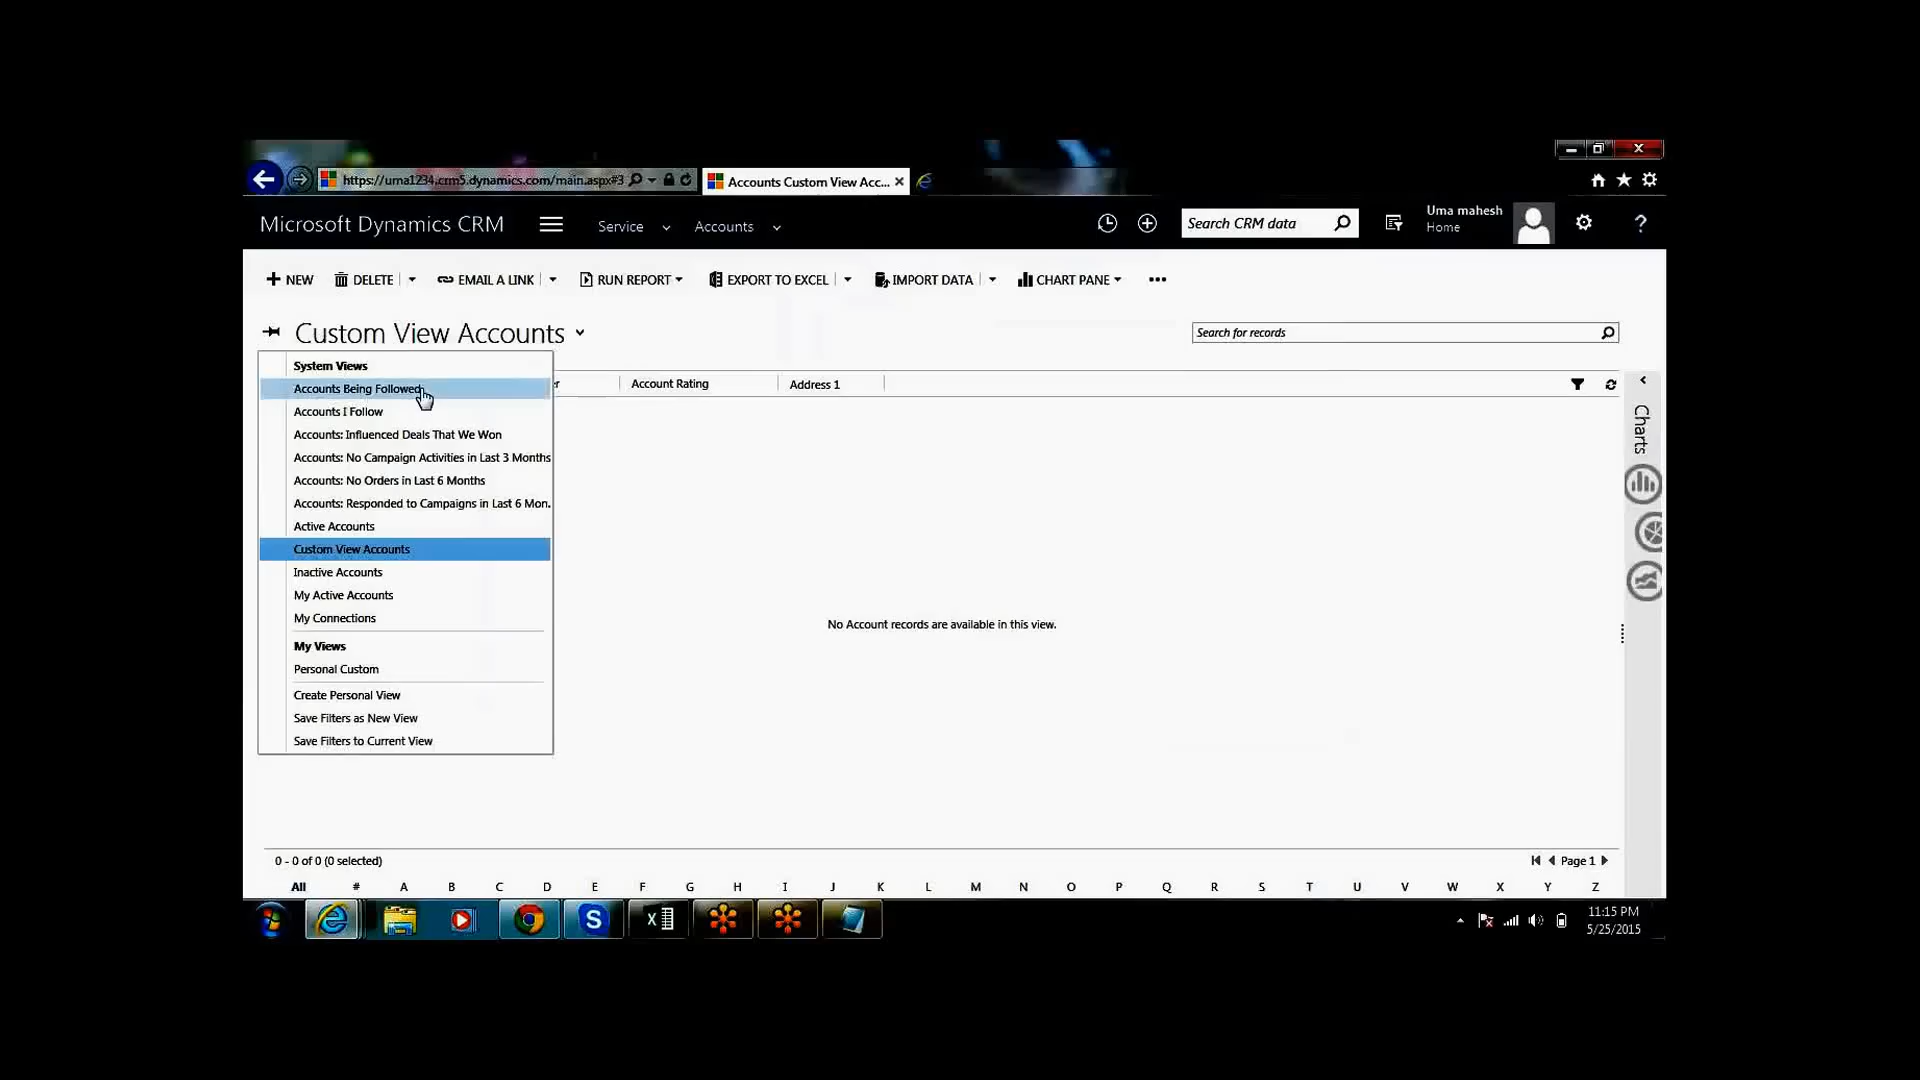 https://uma1234.crm5.dynamics.com/main.aspx#3
Accounts Custom View Acc...
Microsoft Dynamics CRM
Service
Accounts
Search CRM data
Uma mahesh
Home
?
NEW
DELETE
EMAIL A LINK
RUN REPORT
EXPORT TO EXCEL
IMPORT DATA
CHART PANE
Custom View Accounts
Search for records
System Views
Accounts Being Followed
Accounts I Follow
Accounts: Influenced Deals That We Won
Accounts: No Campaign Activities in Last 3 Months
Accounts: No Orders in Last 6 Months
Accounts: Responded to Campaigns in Last 6 Mon.
Active Accounts
Custom View Accounts
Inactive Accounts
My Active Accounts
My Connections
My Views
Personal Custom
Create Personal View
Save Filters as New View
Save Filters to Current View
Account Rating
Address 1
Charts
No Account records are available in this view.
0 - 0 of 0 (0 selected)
Page 1
All # A B C D E F G H I J K L M N O P Q R S T U V W X Y Z
11:15 PM
5/25/2015